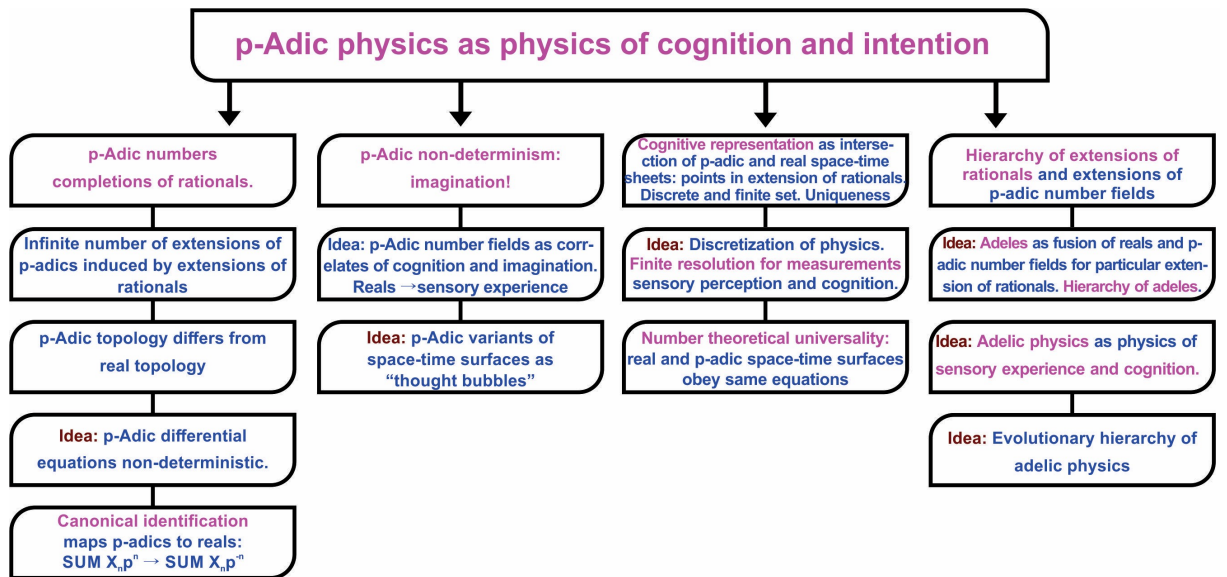 p-Adic physics as physics of cognition and intention
p-Adic numbers
completions of rationals.
Infinite number of extensions of
p-adics induced by extensions of
rationals
p-Adic topology differs from
real topology
Idea: p-Adic differential
equations non-deterministic.
Canonical identification
maps p-adics to reals:
SUM Xₙpⁿ → SUM Xₙp⁻ⁿ
p-Adic non-determinism:
imagination!
Idea: p-Adic number fields as corr-
elates of cognition and imagination.
Reals →sensory experience
Idea: p-Adic variants of
space-time surfaces as
“thought bubbles”
Cognitive representation as interse-
ction of p-adic and real space-time
sheets: points in extension of rationals.
Discrete and finite set. Uniqueness
Idea: Discretization of physics.
Finite resolution for measurements
sensory perception and cognition.
Number theoretical universality:
real and p-adic space-time surfaces
obey same equations
Hierarchy of extensions of
rationals and extensions of
p-adic number fields
Idea: Adeles as fusion of reals and p-
adic number fields for particular exten-
sion of rationals. Hierarchy of adeles.
Idea: Adelic physics as physics of
sensory experience and cognition.
Idea: Evolutionary hierarchy of
adelic physics